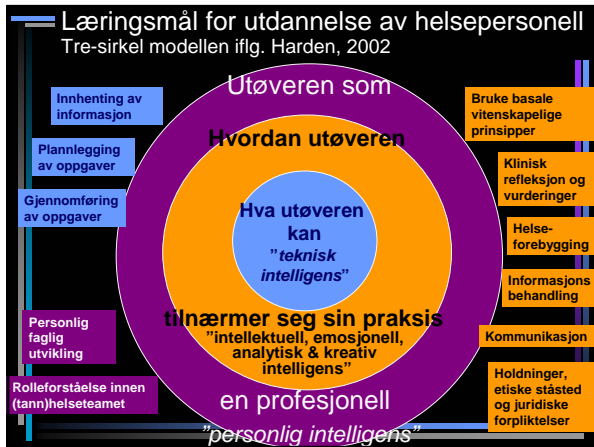 Læringsmål for utdannelse av helsepersonell
Tre-sirkel modellen iflg. Harden, 2002
Innhenting av
informasjon
Plannlegging
av oppgaver
Gjennomføring
av oppgaver
Personlig
faglig
utvikling
Rolleforståelse innen
(tann)helseteamet
Utøveren som
Hvordan utøveren
Hva utøveren
kan
"teknisk
intelligens"
tilnærmer seg sin praksis
"intellektuell, emosjonell,
analytisk & kreativ
intelligens"
en profesjonell
"personlig intelligens"
Bruke basale
vitenskapelige
prinsipper
Klinisk
refleksjon og
vurderinger
Helse-
forebygging
Informasjons
behandling
Kommunikasjon
Holdninger,
etiske ståsted
og juridiske
forpliktelser